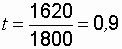 t = 1620/1800 = 0,9